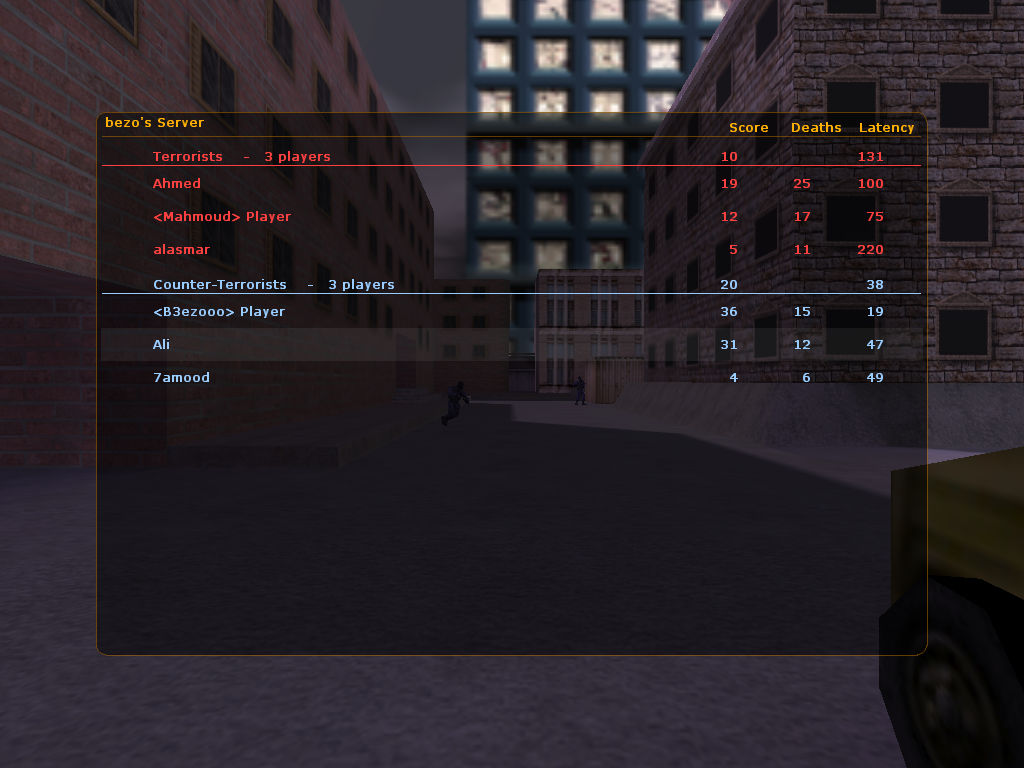 bezo's Server
Score Deaths Latency
Terrorists - 3 players 10 131
Ahmed 19 25 100
<Mahmoud> Player 12 17 75
alasmar 5 11 220
Counter-Terrorists - 3 players 20 38
<B3ezooo> Player 36 15 19
Ali 31 12 47
7amood 4 6 49